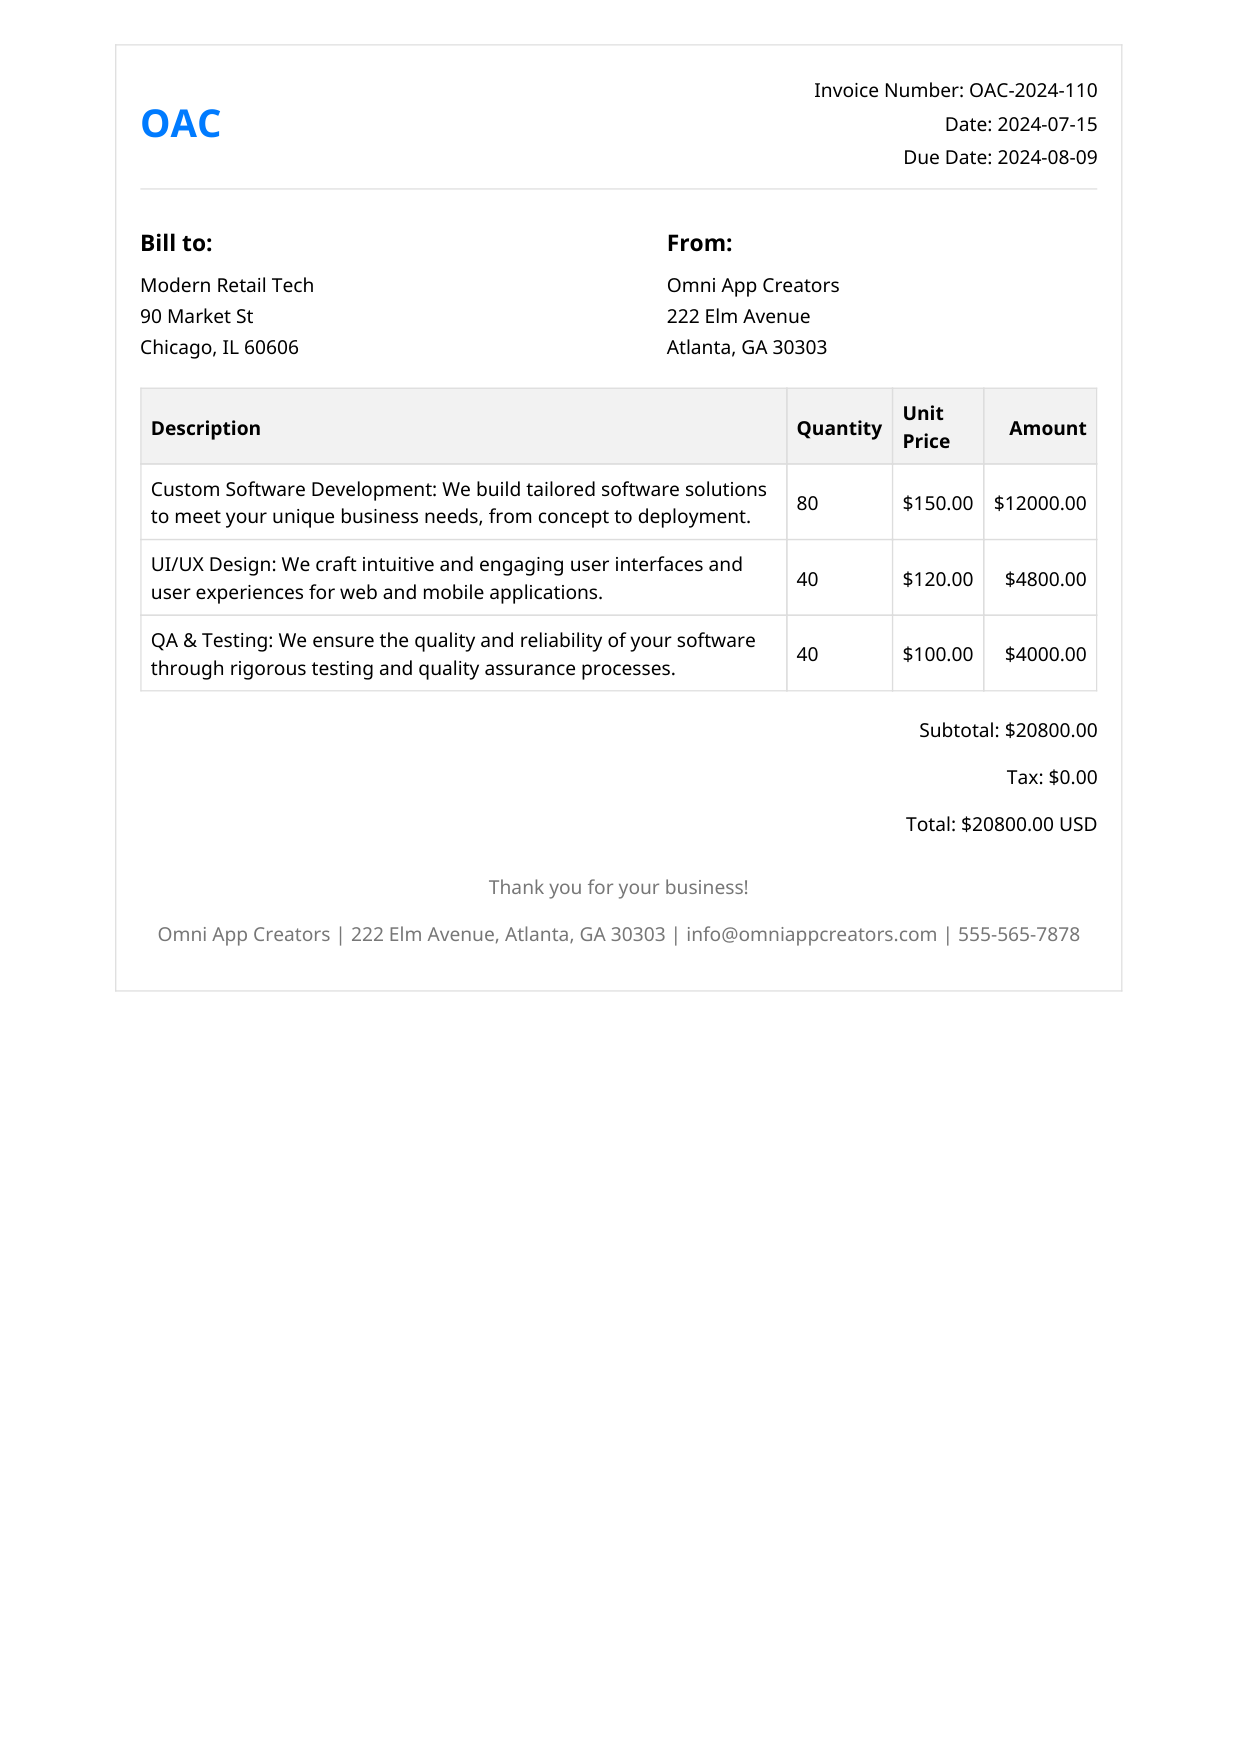 OAC
Invoice Number: OAC-2024-110
Date: 2024-07-15
Due Date: 2024-08-09
Bill to:
Modern Retail Tech
90 Market St
Chicago, IL 60606
From:
Omni App Creators
222 Elm Avenue
Atlanta, GA 30303
Description Quantity Unit Price Amount
Custom Software Development: We build tailored software solutions
to meet your unique business needs, from concept to deployment.
80 $150.00 $12000.00
UI/UX Design: We craft intuitive and engaging user interfaces and
user experiences for web and mobile applications.
40 $120.00 $4800.00
QA & Testing: We ensure the quality and reliability of your software
through rigorous testing and quality assurance processes.
40 $100.00 $4000.00
Subtotal: $20800.00
Tax: $0.00
Total: $20800.00 USD
Thank you for your business!
Omni App Creators | 222 Elm Avenue, Atlanta, GA 30303 | info@omniappcreators.com | 555-565-7878